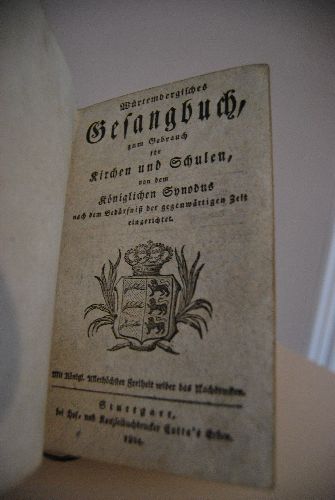 Würtembergisches
Gesangbuch,
zum Gebrauch
für
Kirchen und Schulen,
von dem
Königlichen Synodus
nach dem Bedürfniß der gegenwärtigen Zeit
eingerichtet.
Mit Königl. Allerhöchster Freiheit wider das Nachdrucken.
Stuttgart,
bei Hof- und Kanzleibuchdrucker Cotta's Erben.